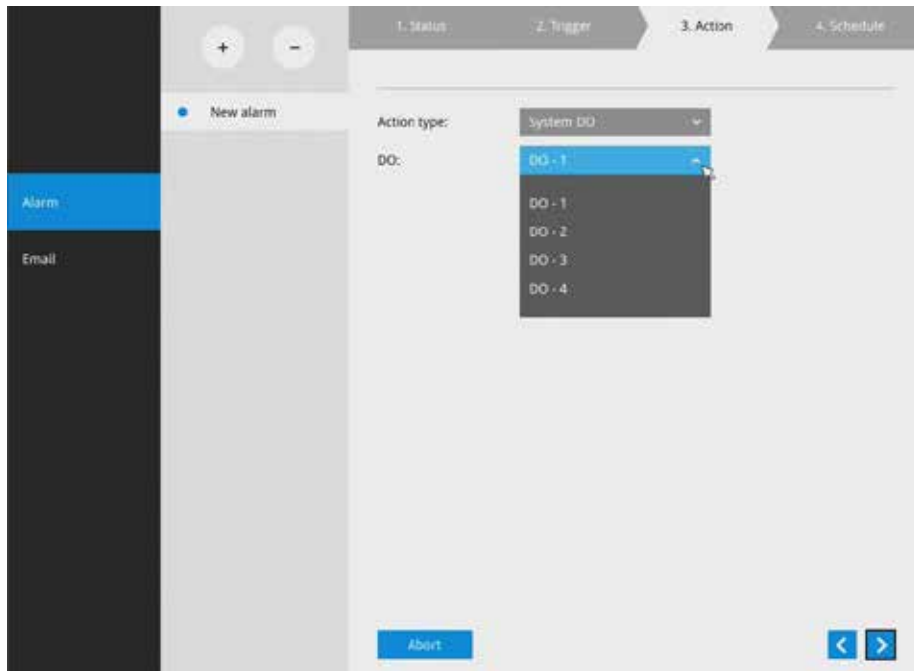 1. Status
2. Trigger
3. Action
4. Schedule
+
-
New alarm
Action type:
System DO
DO:
DO - 1
Alarm
DO - 1
DO - 2
Email
DO - 3
DO - 4
Abort